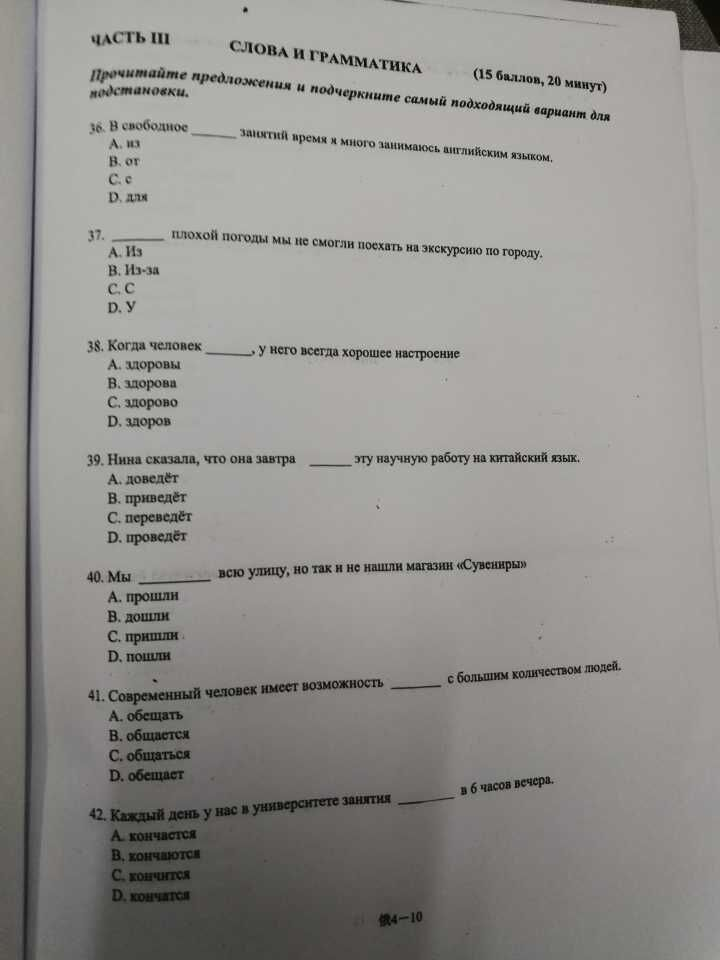 ЧАСТЬ III СЛОВА И ГРАММАТИКА (15 баллов, 20 минут)
Прочитайте предложения и подчеркните самый подходящий вариант для
подстановки.
36. В свободное ______ занятий время я много занимаюсь английским языком.
A. из
B. от
C. с
D. для
37. _______ плохой погоды мы не смогли поехать на экскурсию по городу.
A. Из
B. Из-за
C. С
D. У
38. Когда человек ______, у него всегда хорошее настроение
A. здоровы
B. здорова
C. здорово
D. здоров
39. Нина сказала, что она завтра ______ эту научную работу на китайский язык.
A. доведёт
B. приведёт
C. переведёт
D. проведёт
40. Мы _________ всю улицу, но так и не нашли магазин «Сувениры»
A. прошли
B. дошли
C. пришли
D. пошли
41. Современный человек имеет возможность _______ с большим количеством людей.
A. обещать
B. общается
C. общаться
D. обещает
42. Каждый день у нас в университете занятия _______ в 6 часов вечера.
A. кончается
B. кончаются
C. кончится
D. кончатся
俄4－10